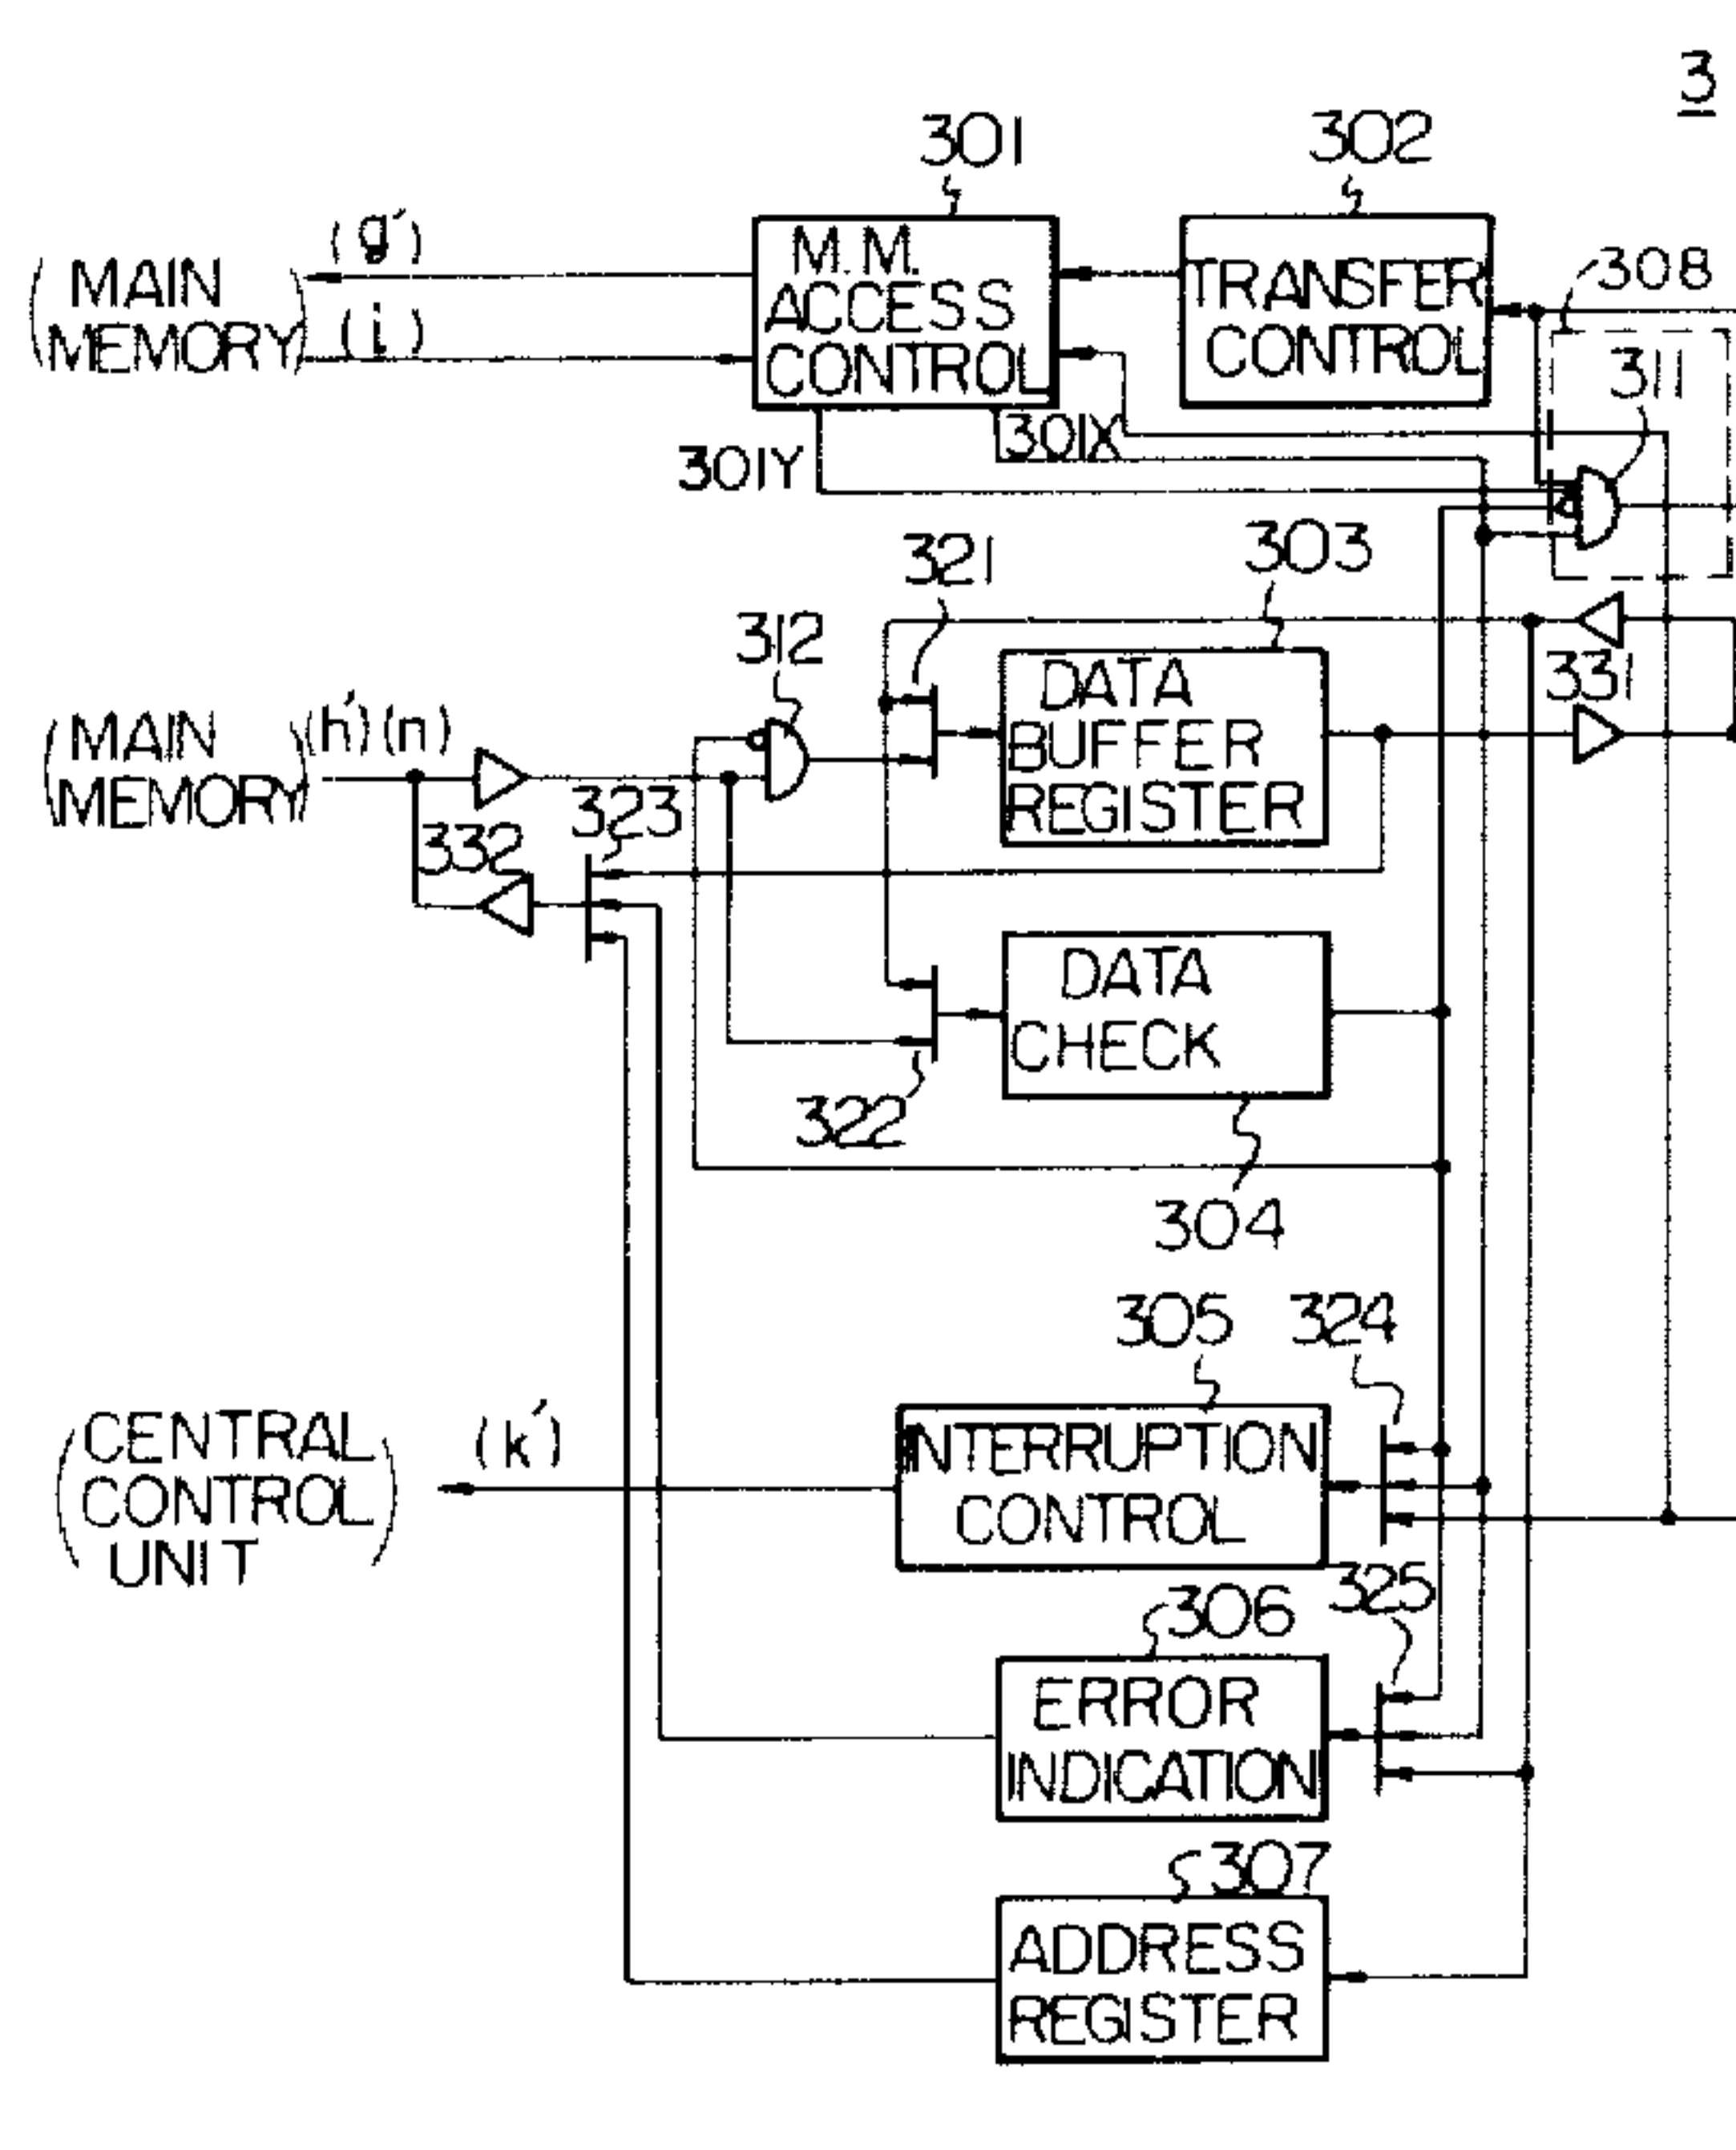 3
301
302
(g')
MAIN
MEMORY
(i)
M.M.
ACCESS
CONTROL
TRANSFER
CONTROL
308
311
301Y
301X
321
303
312
331
MAIN
MEMORY
(h')(n)
DATA
BUFFER
REGISTER
332
323
DATA
CHECK
322
304
305
324
CENTRAL
CONTROL
UNIT
(k')
INTERRUPTION
CONTROL
325
306
ERROR
INDICATION
307
ADDRESS
REGISTER